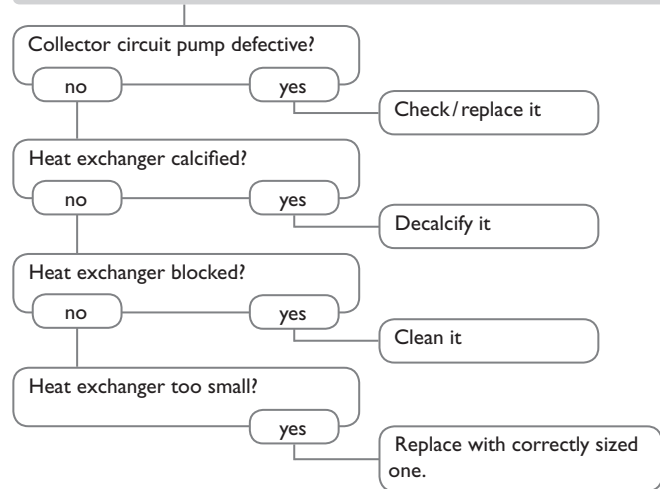 Collector circuit pump defective?
no
yes
Check / replace it
Heat exchanger calcified?
no
yes
Decalcify it
Heat exchanger blocked?
no
yes
Clean it
Heat exchanger too small?
yes
Replace with correctly sized
one.